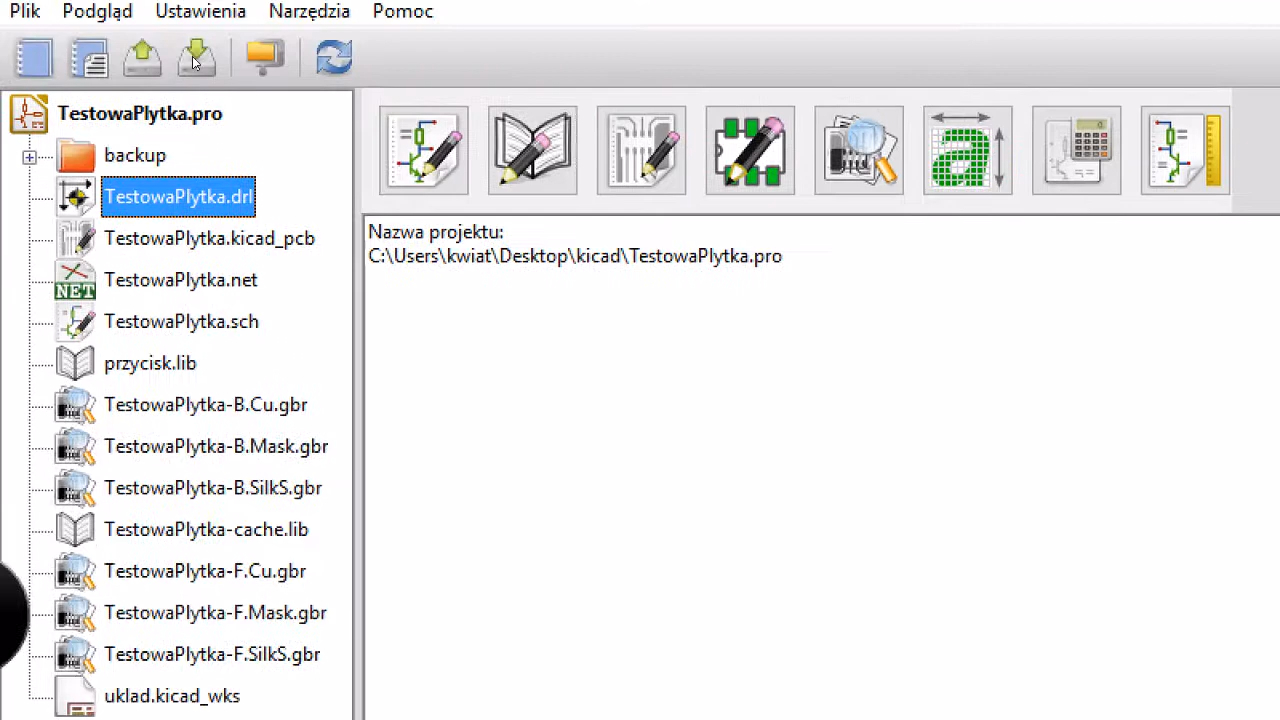 Plik Podgląd Ustawienia Narzędzia Pomoc
TestowaPlytka.pro
backup
TestowaPlytka.drl
TestowaPlytka.kicad_pcb
NET
TestowaPlytka.net
TestowaPlytka.sch
przycisk.lib
TestowaPlytka-B.Cu.gbr
TestowaPlytka-B.Mask.gbr
TestowaPlytka-B.SilkS.gbr
TestowaPlytka-cache.lib
TestowaPlytka-F.Cu.gbr
TestowaPlytka-F.Mask.gbr
TestowaPlytka-F.SilkS.gbr
uklad.kicad_wks
a
Nazwa projektu:
C:\Users\kwiat\Desktop\kicad\TestowaPlytka.pro